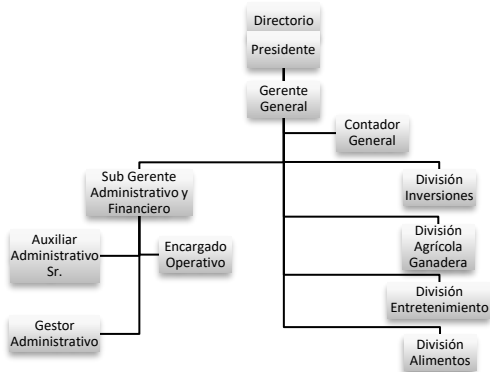 Directorio
Presidente
Gerente
General
Contador
General
Sub Gerente
Administrativo y
Financiero
División
Inversiones
Auxiliar
Administrativo
Sr.
Encargado
Operativo
División
Agrícola
Ganadera
División
Entretenimiento
Gestor
Administrativo
División
Alimentos